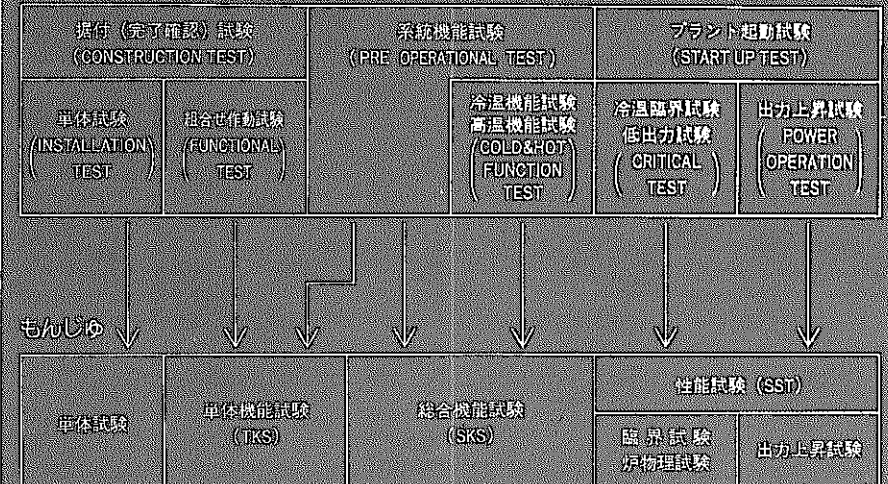 据付（完了確認）試験
(CONSTRUCTION TEST)
系統機能試験
(PRE OPERATIONAL TEST)
プラント起動試験
(START UP TEST)
単体試験
(INSTALLATION
TEST)
組合せ作動試験
(FUNCTIONAL
TEST)
冷温機能試験
高温機能試験
(COLD&HOT
FUNCTION
TEST)
冷温臨界試験
低出力試験
(CRITICAL
TEST)
出力上昇試験
(POWER
OPERATION
TEST)
もんじゅ
単体試験
単体機能試験
(TKS)
総合機能試験
(SKS)
性能試験 (SST)
臨界試験
炉物理試験
出力上昇試験